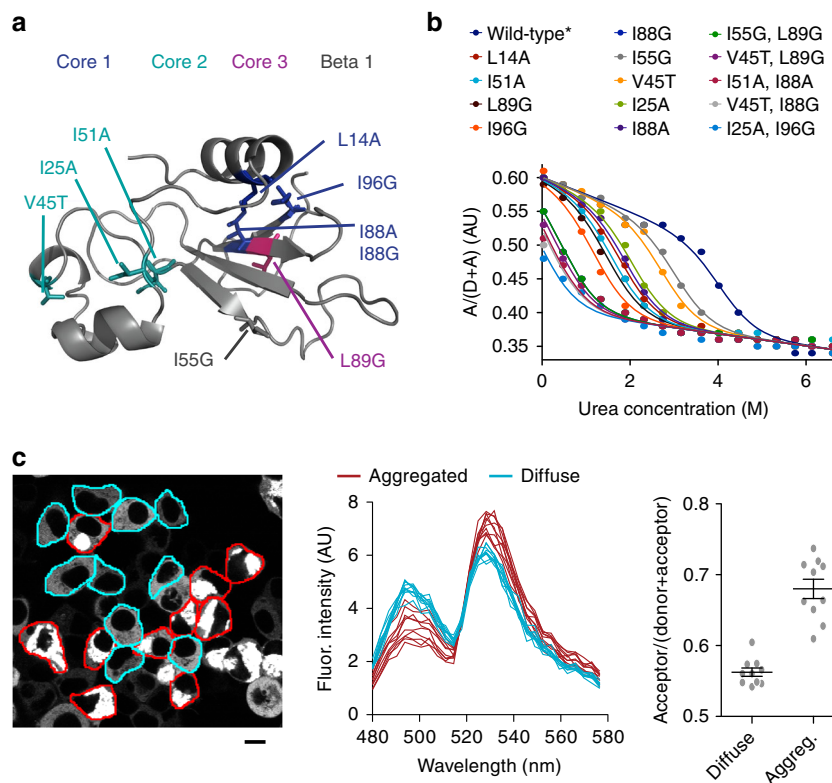 a
Core 1 Core 2 Core 3 Beta 1
I51A
I25A
V45T
L14A
I96G
I88A
I88G
I55G
L89G
b
Wild-type* I88G I55G, L89G
L14A I55G V45T, L89G
I51A V45T I51A, I88A
L89G I25A V45T, I88G
I96G I88A I25A, I96G
A/(D+A) (AU)
0.60
0.55
0.50
0.45
0.40
0.35
0 2 4 6
Urea concentration (M)
c
Aggregated Diffuse
Fluor. intensity (AU)
8
6
4
2
0
480 500 520 540 560 580
Wavelength (nm)
Acceptor/(donor+acceptor)
0.8
0.7
0.6
0.5
Diffuse
Aggreg.